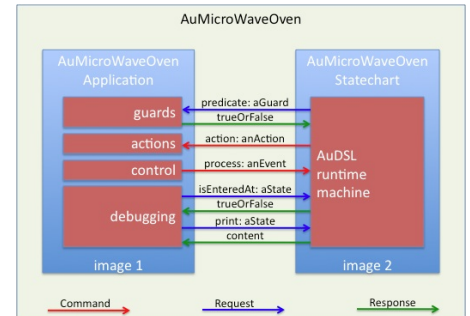 AuMicroWaveOven
AuMicroWaveOven
Application
AuMicroWaveOven
Statechart
guards
predicate: aGuard
trueOrFalse
actions
action: anAction
control
process: anEvent
AuDSL
runtime
machine
debugging
isEnteredAt: aState
trueOrFalse
print: aState
content
image 1
image 2
Command
Request
Response